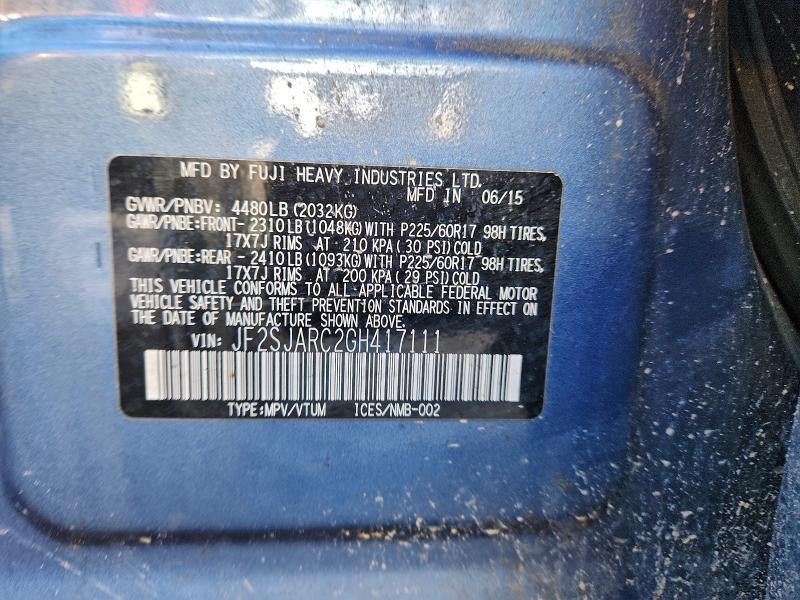 MFD BY FUJI HEAVY INDUSTRIES LTD.
MFD IN 06/15
GVWR/PNBV: 4480LB (2032KG)
GAWR/PNBE:FRONT- 2310LB(1048KG)WITH P225/60R17 98H TIRES,
17X7J RIMS AT 210 KPA ( 30 PSI) COLD
GAWR/PNBE:REAR - 2410LB(1093KG)WITH P225/60R17 98H TIRES,
17X7J RIMS AT 200 KPA ( 29 PSI) COLD
THIS VEHICLE CONFORMS TO ALL-APPLICABLE FEDERAL MOTOR
VEHICLE SAFETY AND THEFT PREVENTION STANDARDS IN EFFECT ON
THE DATE OF MANUFACTURE SHOWN ABOVE.
VIN: JF2SJARC2GH417111
TYPE:MPV/VTUM ICES/NMB-002